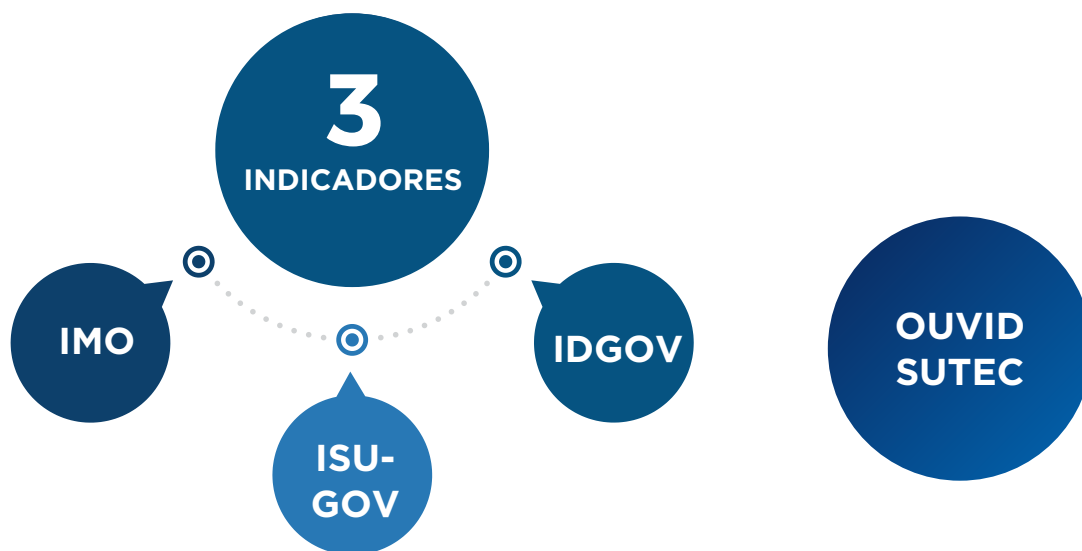 3
INDICADORES
IMO
ISU-
GOV
IDGOV
OUVID
SUTEC